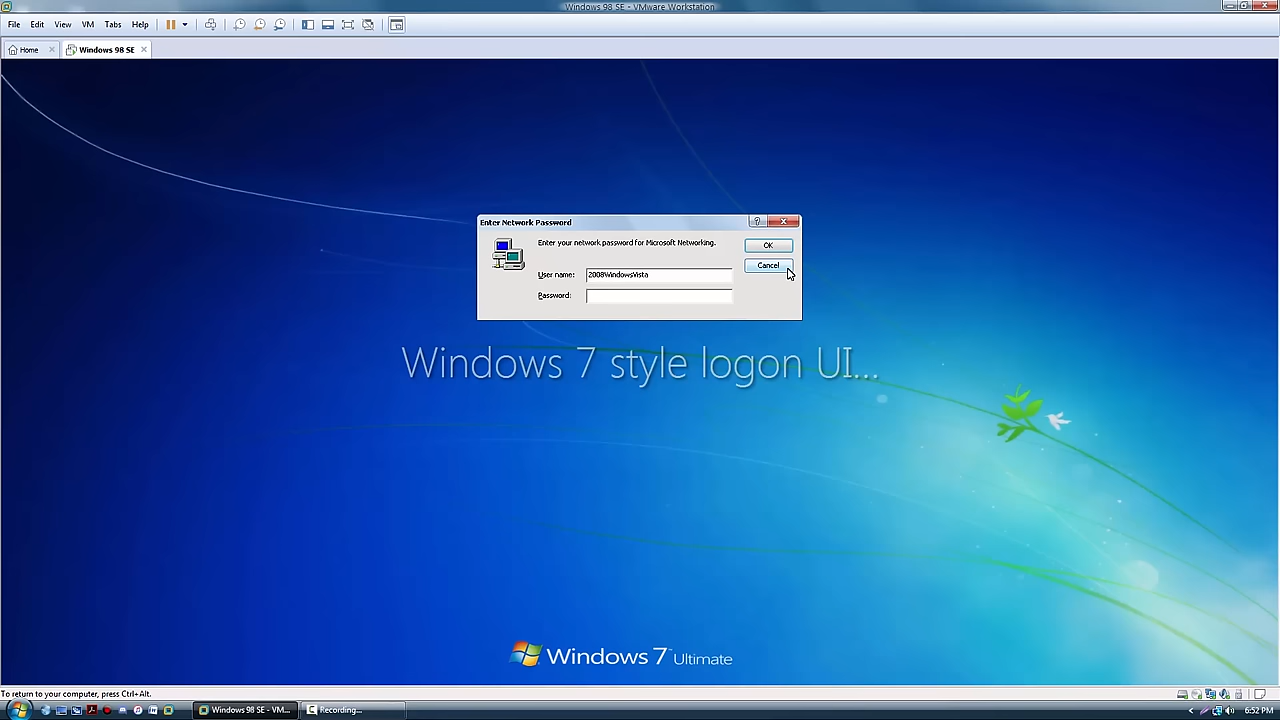 Windows 98 SE - VMware Workstation
File Edit View VM Tabs Help
Home Windows 98 SE
Enter Network Password
Enter your network password for Microsoft Networking.
OK
Cancel
User name: 2008WindowsVista
Password:
Windows 7 style logon UI...
Windows 7 Ultimate
To return to your computer, press Ctrl+Alt.
Windows 98 SE - VM... Recording... 6:52 PM